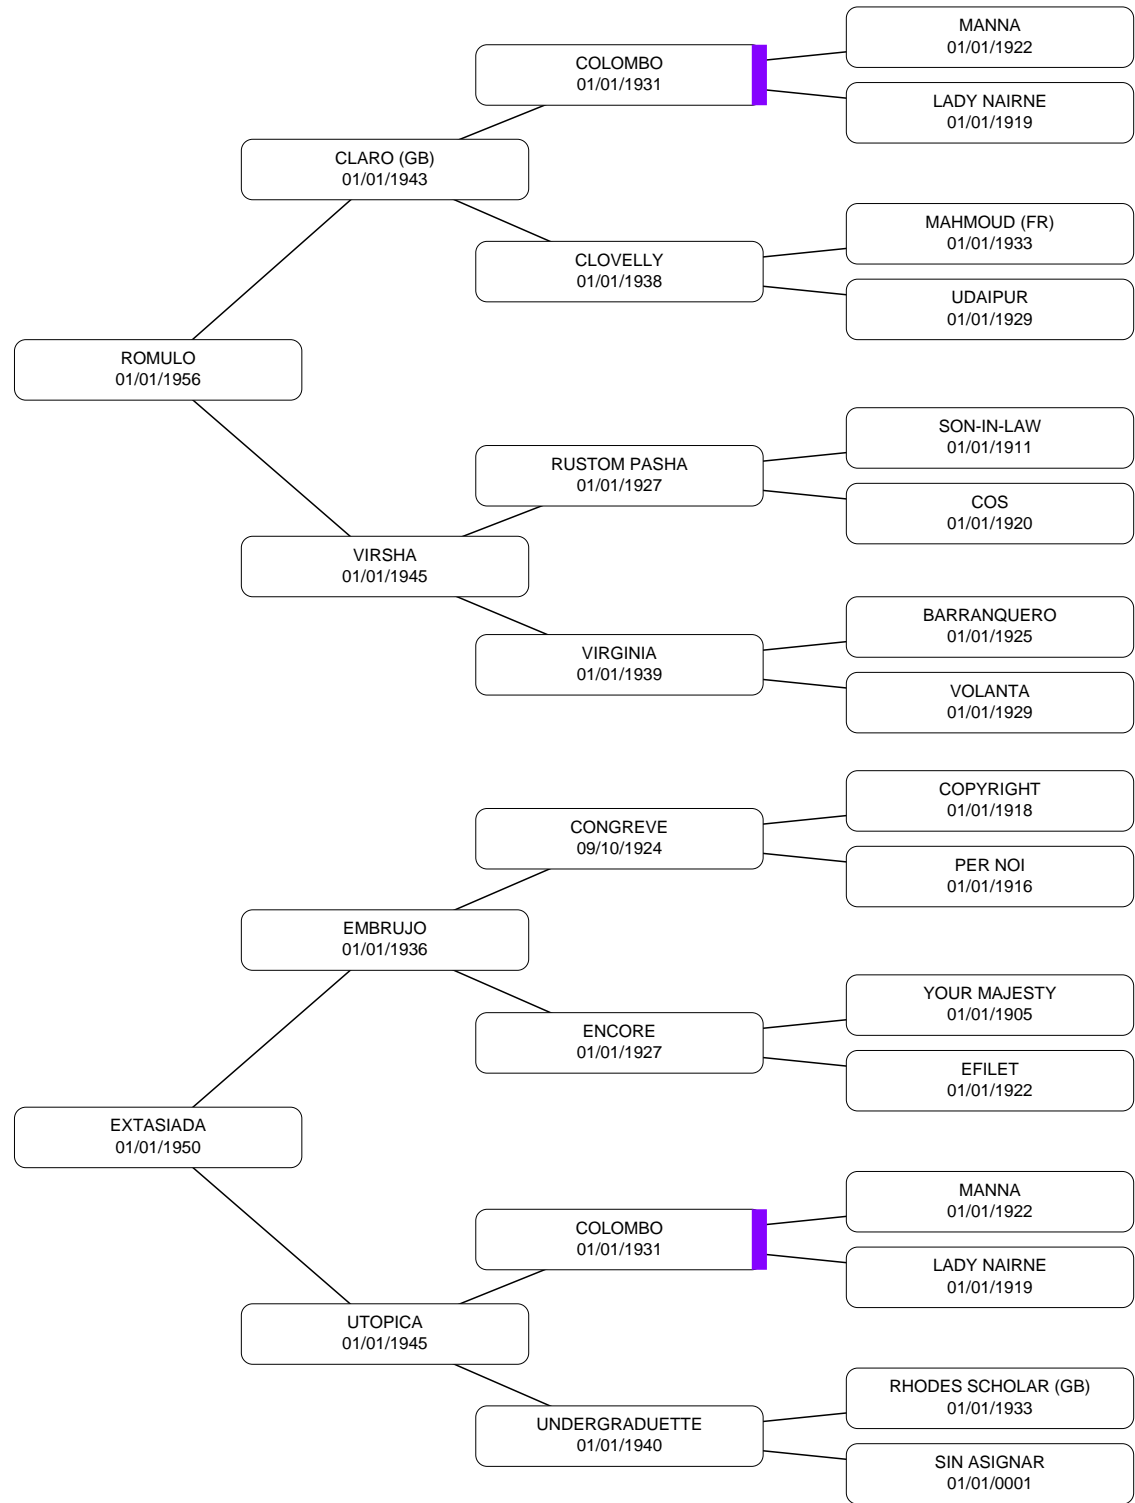 MANNA
01/01/1922
COLOMBO
01/01/1931
LADY NAIRNE
01/01/1919
CLARO (GB)
01/01/1943
MAHMOUD (FR)
01/01/1933
CLOVELLY
01/01/1938
UDAIPUR
01/01/1929
ROMULO
01/01/1956
SON-IN-LAW
01/01/1911
RUSTOM PASHA
01/01/1927
COS
01/01/1920
VIRSHA
01/01/1945
BARRANQUERO
01/01/1925
VIRGINIA
01/01/1939
VOLANTA
01/01/1929
COPYRIGHT
01/01/1918
CONGREVE
09/10/1924
PER NOI
01/01/1916
EMBRUJO
01/01/1936
YOUR MAJESTY
01/01/1905
ENCORE
01/01/1927
EFILET
01/01/1922
EXTASIADA
01/01/1950
MANNA
01/01/1922
COLOMBO
01/01/1931
LADY NAIRNE
01/01/1919
UTOPICA
01/01/1945
RHODES SCHOLAR (GB)
01/01/1933
UNDERGRADUETTE
01/01/1940
SIN ASIGNAR
01/01/0001